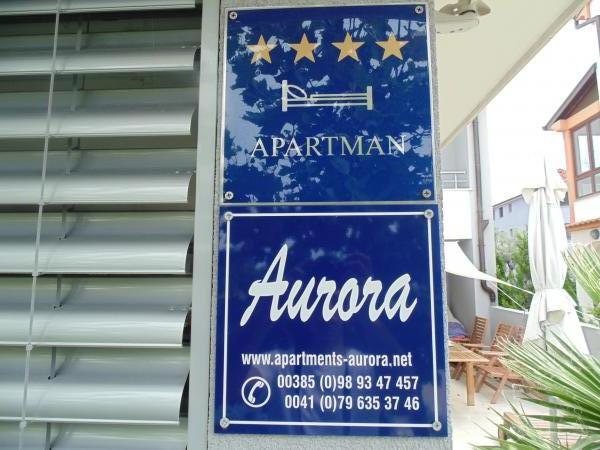 APARTMAN
Aurora
www.apartments-aurora.net
00385 (0)98 93 47 457
0041 (0)79 635 37 46